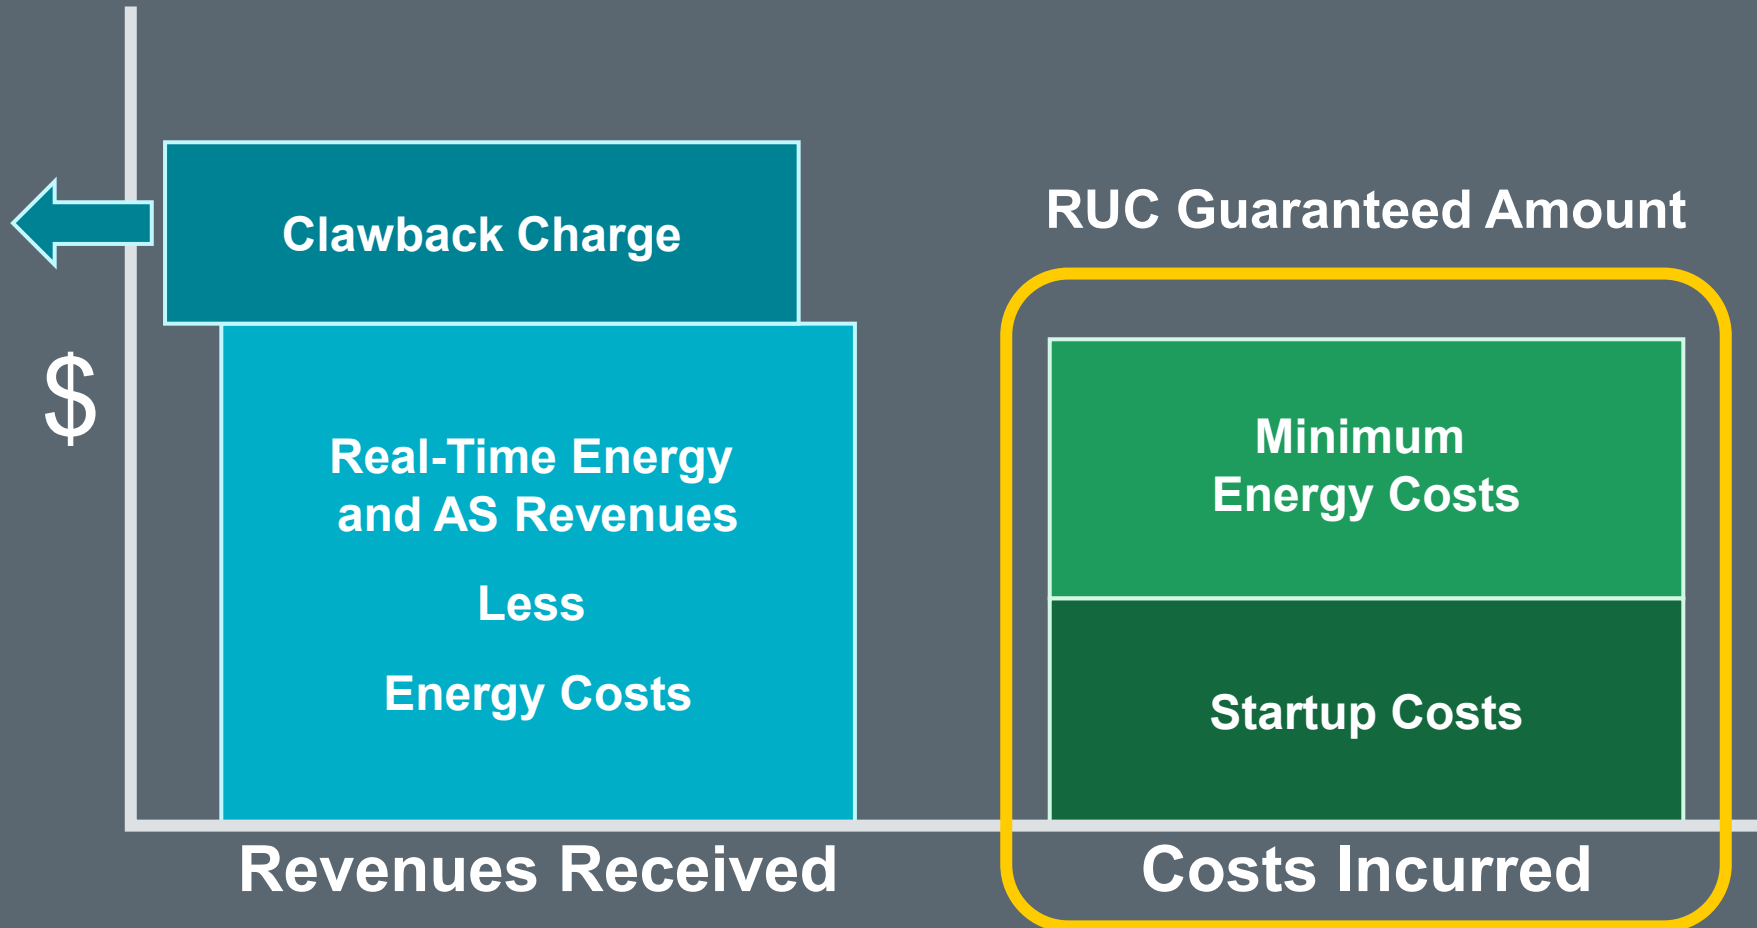 $
Clawback Charge
Real-Time Energy
and AS Revenues
Less
Energy Costs
Revenues Received
RUC Guaranteed Amount
Minimum
Energy Costs
Startup Costs
Costs Incurred